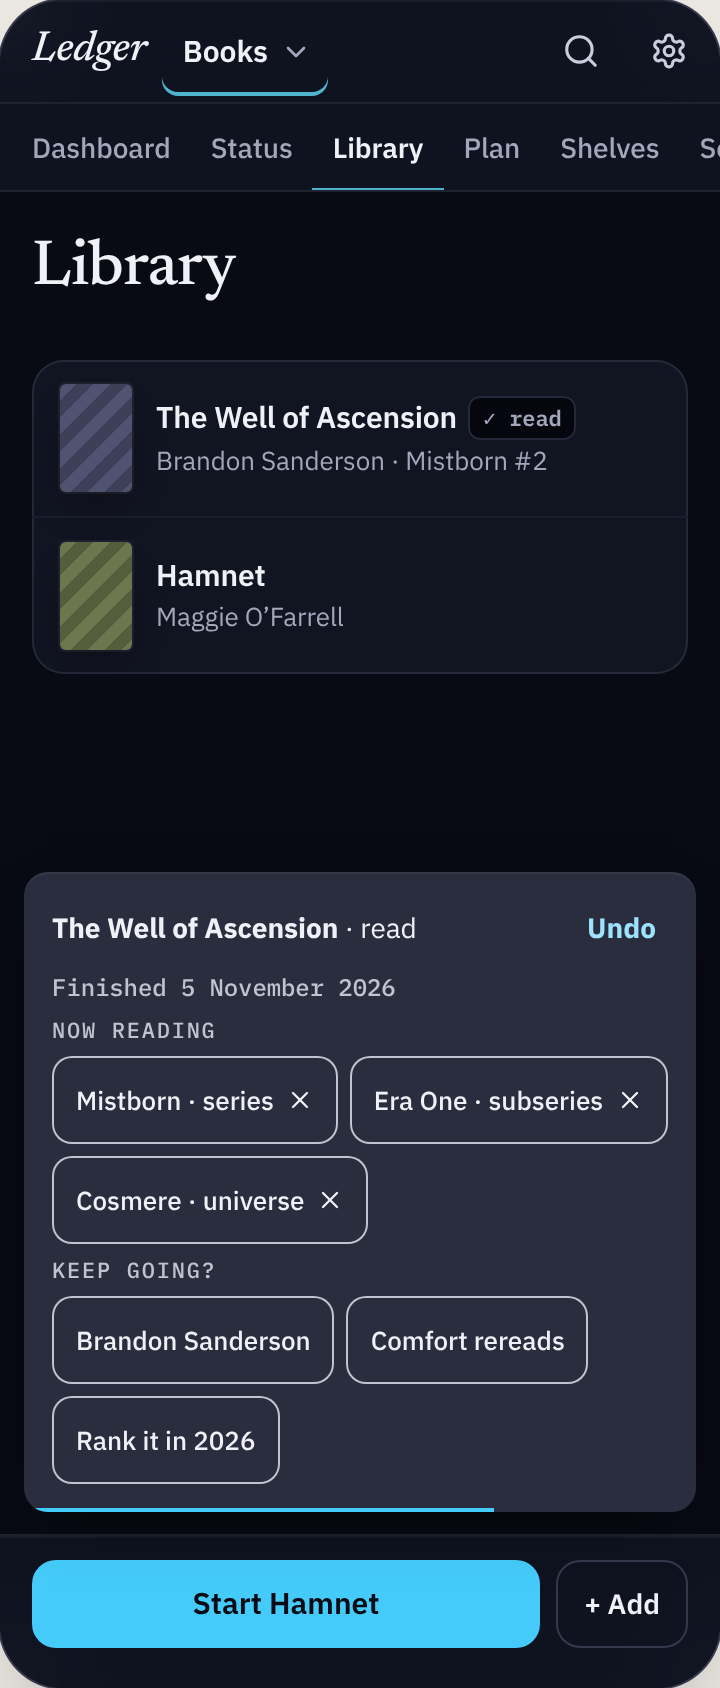 Ledger Books
Dashboard Status Library Plan Shelves
Library
The Well of Ascension ✓ read
Brandon Sanderson · Mistborn #2
Hamnet
Maggie O’Farrell
The Well of Ascension · read Undo
Finished 5 November 2026
NOW READING
Mistborn · series × Era One · subseries ×
Cosmere · universe ×
KEEP GOING?
Brandon Sanderson Comfort rereads
Rank it in 2026
Start Hamnet + Add